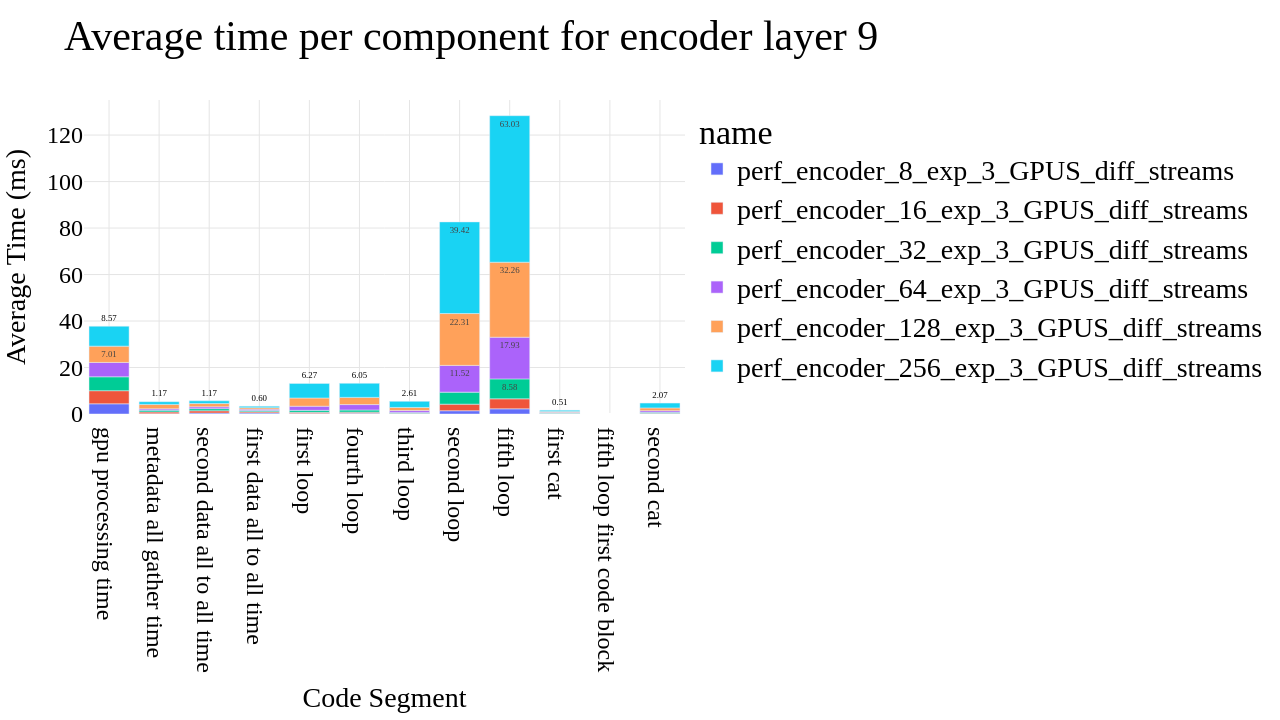 Average time per component for encoder layer 9
Average Time (ms)
120
100
80
60
40
20
0
8.57
7.01
1.17
1.17
0.60
6.27
6.05
2.61
39.42
22.31
11.52
63.03
32.26
17.93
8.58
0.51
2.07
gpu processing time
metadata all gather time
second data all to all time
first data all to all time
first loop
fourth loop
third loop
second loop
fifth loop
first cat
fifth loop first code block
second cat
Code Segment
name
perf_encoder_8_exp_3_GPUS_diff_streams
perf_encoder_16_exp_3_GPUS_diff_streams
perf_encoder_32_exp_3_GPUS_diff_streams
perf_encoder_64_exp_3_GPUS_diff_streams
perf_encoder_128_exp_3_GPUS_diff_streams
perf_encoder_256_exp_3_GPUS_diff_streams